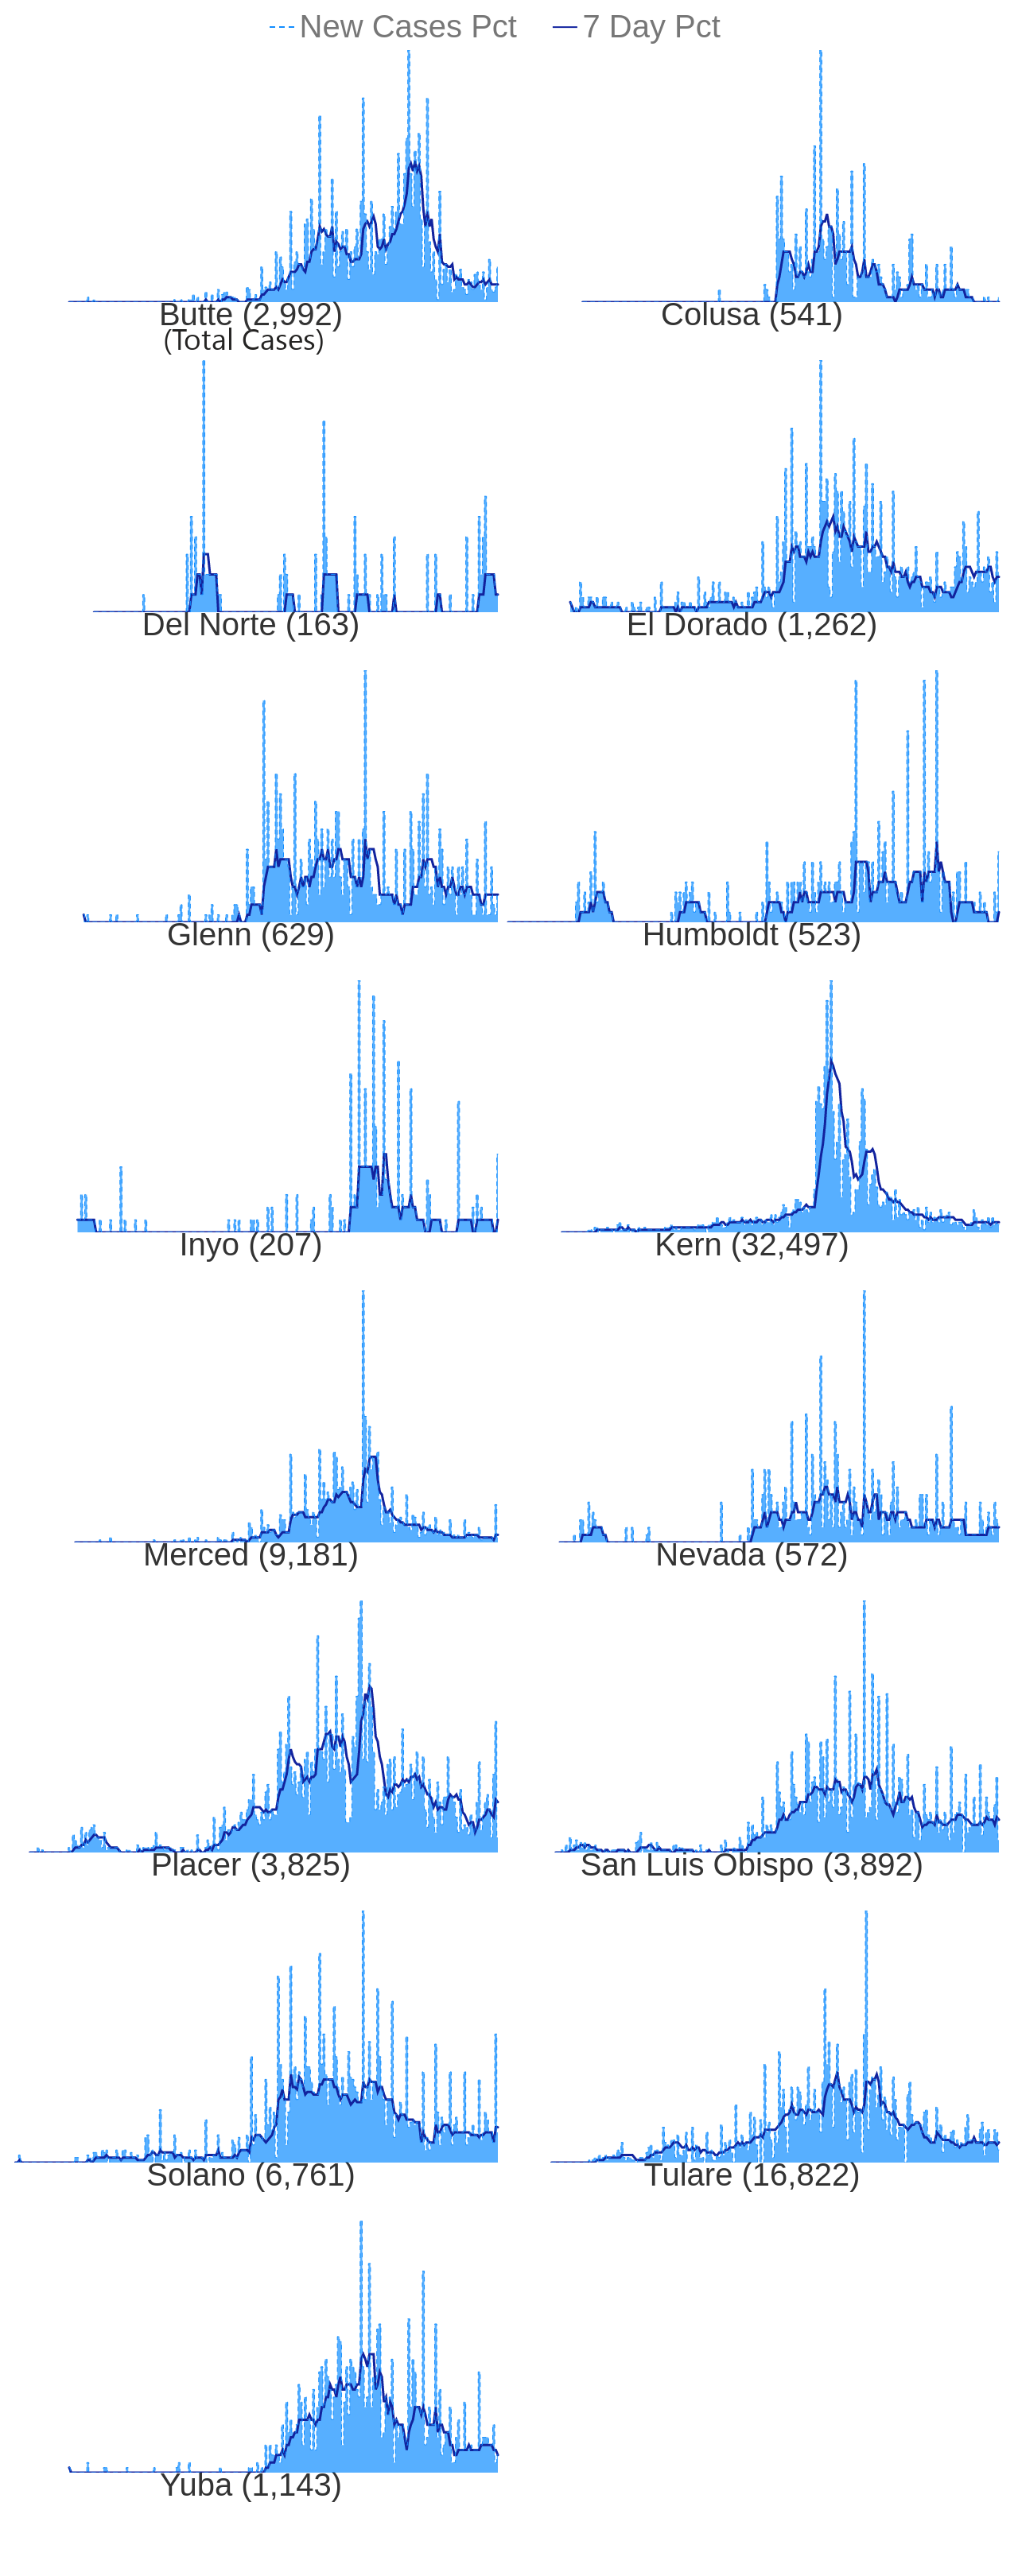 New Cases Pct 7 Day Pct
Butte (2,992) Colusa (541)
(Total Cases)
Del Norte (163) El Dorado (1,262)
Glenn (629) Humboldt (523)
Inyo (207) Kern (32,497)
Merced (9,181) Nevada (572)
Placer (3,825) San Luis Obispo (3,892)
Solano (6,761) Tulare (16,822)
Yuba (1,143)